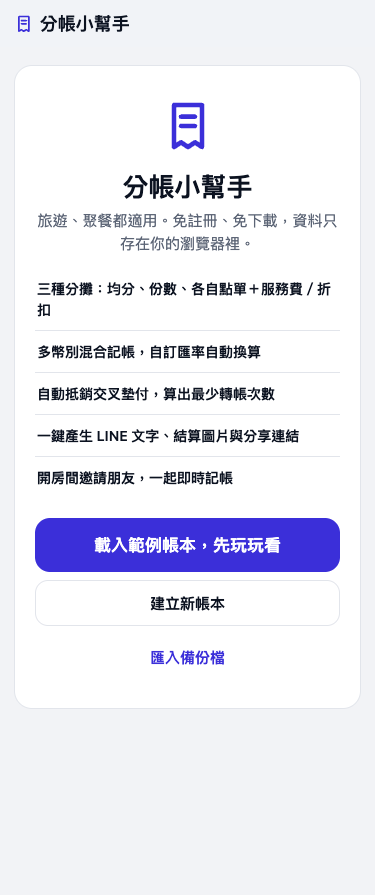 分帳小幫手
分帳小幫手
旅遊、聚餐都適用。免註冊、免下載，資料只
存在你的瀏覽器裡。
三種分攤：均分、份數、各自點單＋服務費 / 折
扣
多幣別混合記帳，自訂匯率自動換算
自動抵銷交叉墊付，算出最少轉帳次數
一鍵產生 LINE 文字、結算圖片與分享連結
開房間邀請朋友，一起即時記帳
載入範例帳本，先玩玩看
建立新帳本
匯入備份檔